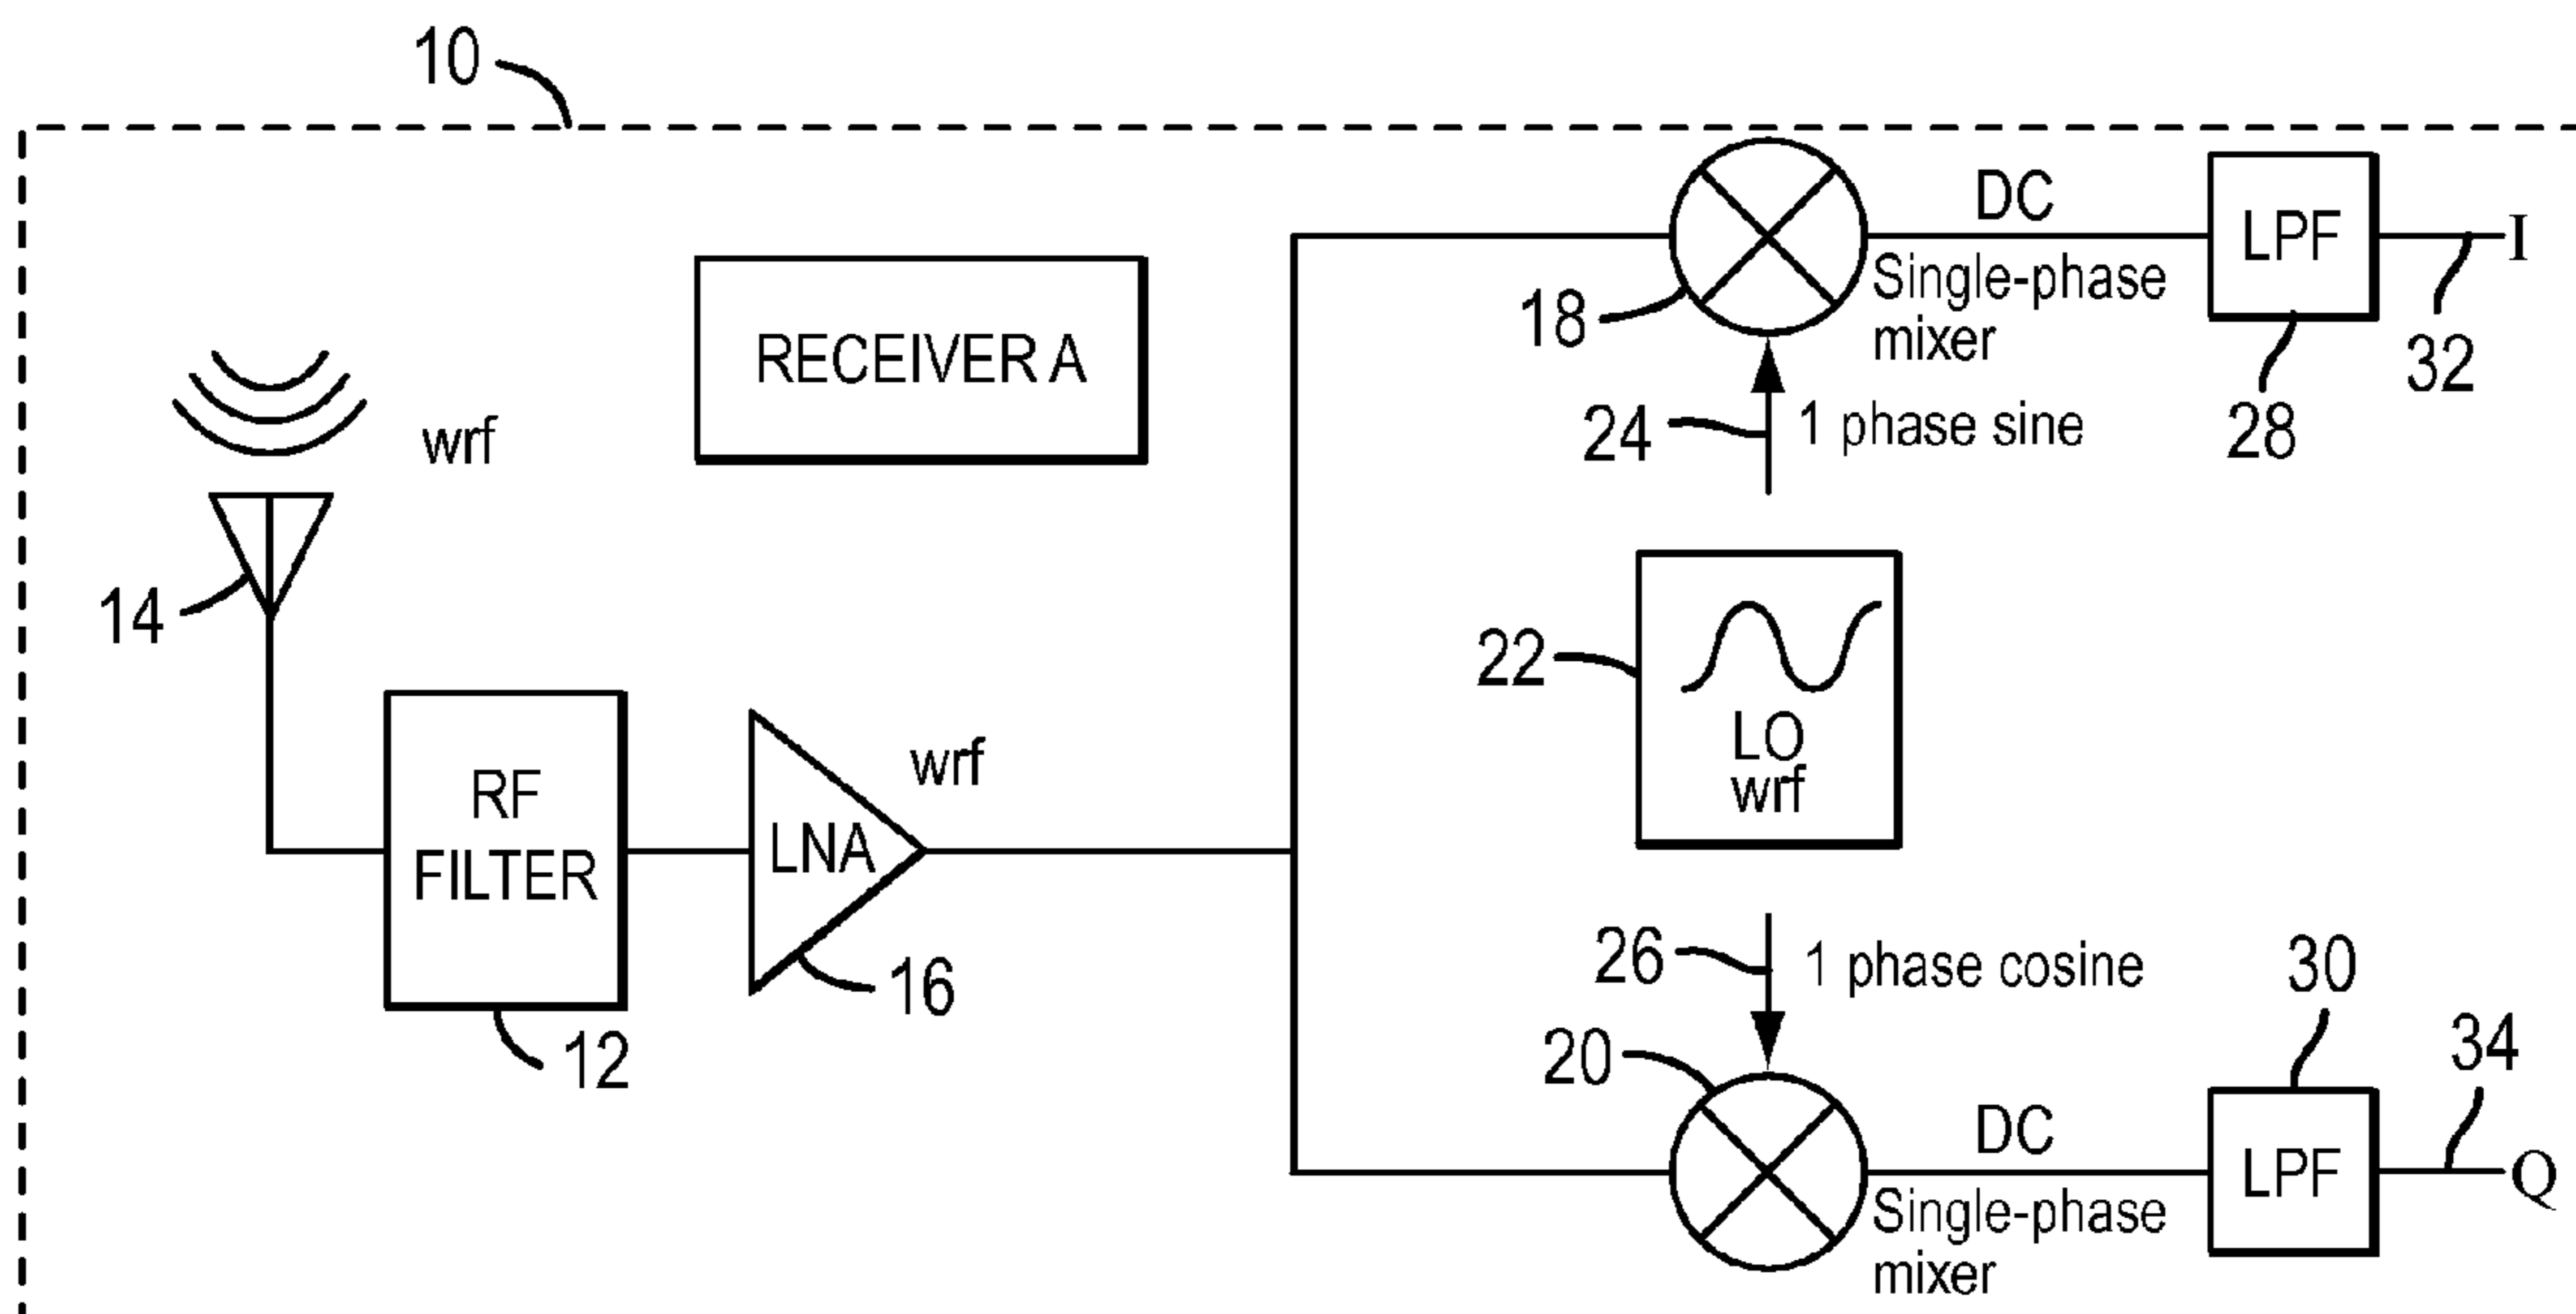 10
DC
LPF
I
Single-phase
mixer
18
32
28
RECEIVER A
wrf
24
1 phase sine
14
22
LO
wrf
wrf
RF
FILTER
LNA
16
12
26
1 phase cosine
30
20
34
DC
LPF
Q
Single-phase
mixer